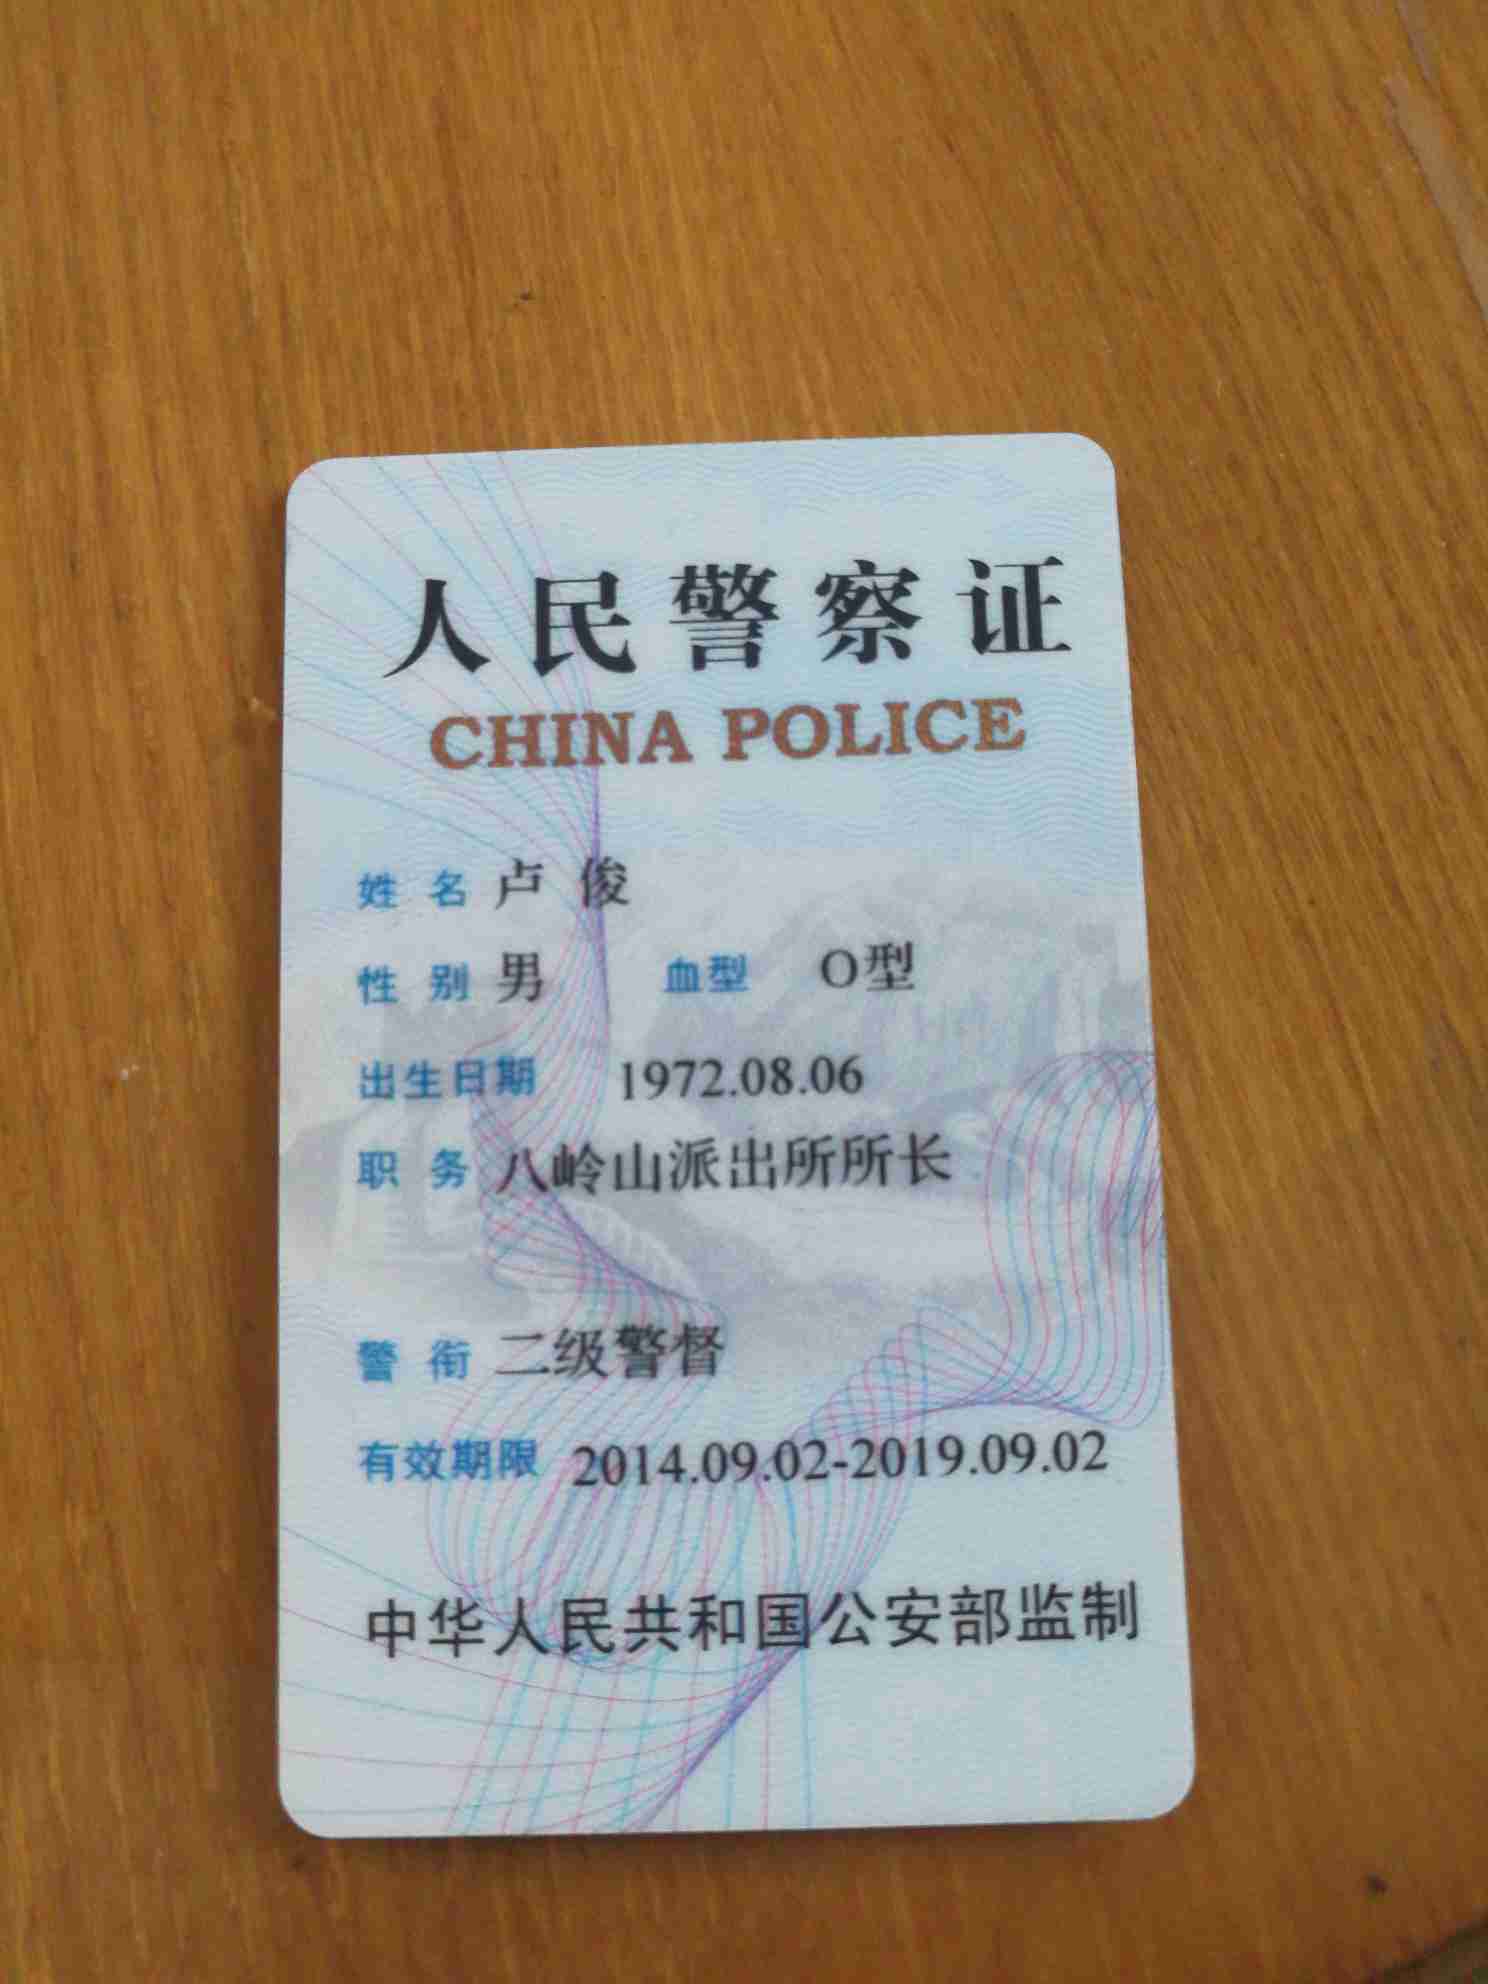 人民警察证
CHINA POLICE
姓名 卢俊
性别 男 血型 O型
出生日期 1972.08.06
职务 八岭山派出所所长
警衔 二级警督
有效期限 2014.09.02-2019.09.02
中华人民共和国公安部监制